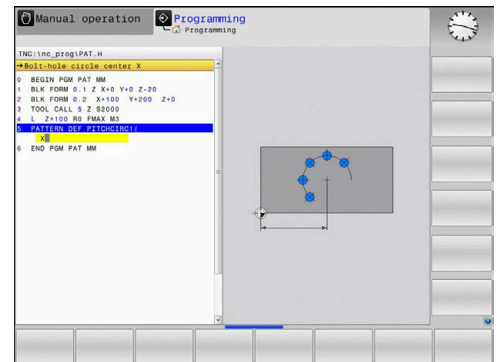 Manual operation
Programming
Programming
TNC:\nc_prog\PAT.H
→Bolt-hole circle center X
0 BEGIN PGM PAT MM
1 BLK FORM 0.1 Z X+0 Y+0 Z-20
2 BLK FORM 0.2 X+100 Y+200 Z+0
3 TOOL CALL 5 Z S2000
4 L Z+100 R0 FMAX M3
5 PATTERN DEF PITCHCIRC1(
X
6 END PGM PAT MM